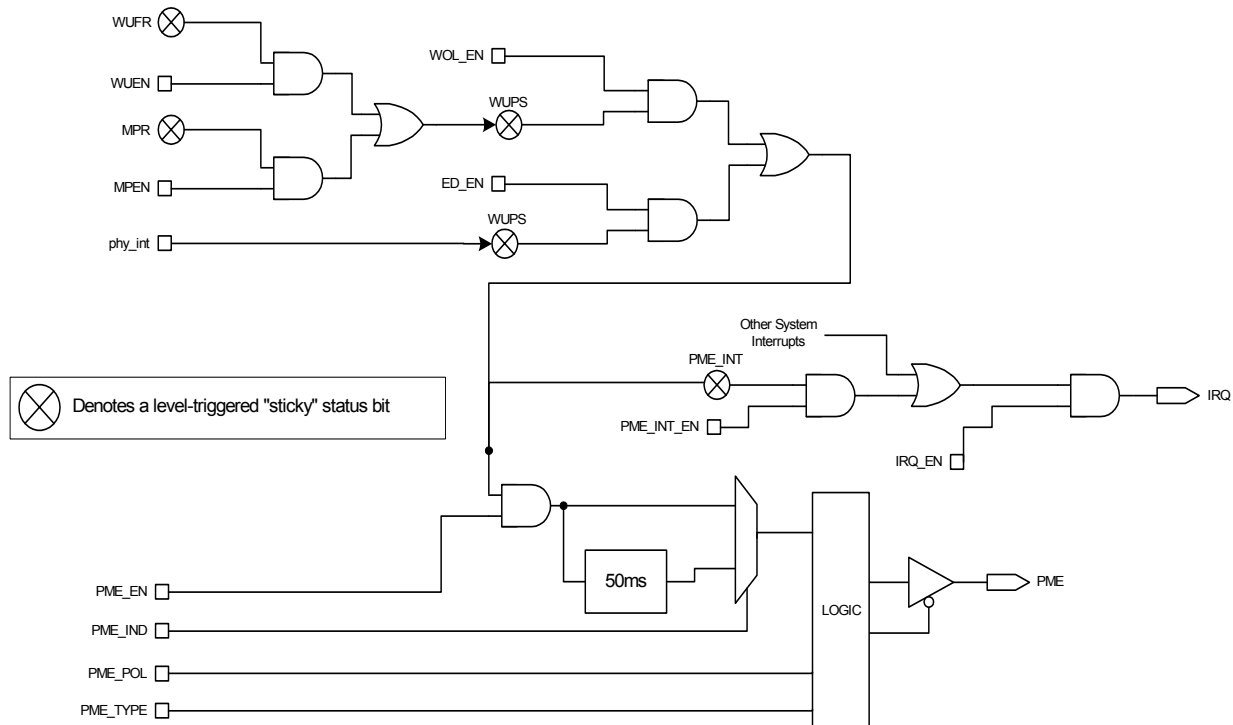 WUFR
WUEN
MPR
MPEN
phy_int
WOL_EN
WUPS
ED_EN
WUPS
Other System
Interrupts
PME_INT
PME_INT_EN
IRQ_EN
IRQ
Denotes a level-triggered "sticky" status bit
50ms
LOGIC
PME
PME_EN
PME_IND
PME_POL
PME_TYPE